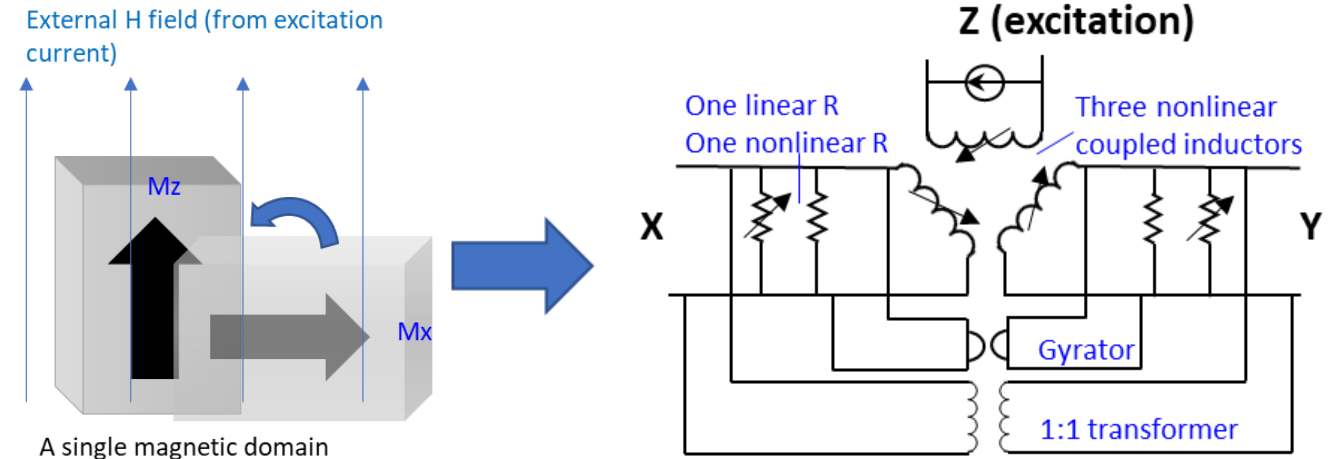 External H field (from excitation
current)
Mz
Mx
A single magnetic domain
Z (excitation)
One linear R
One nonlinear R
Three nonlinear
coupled inductors
X
Y
Gyrator
1:1 transformer